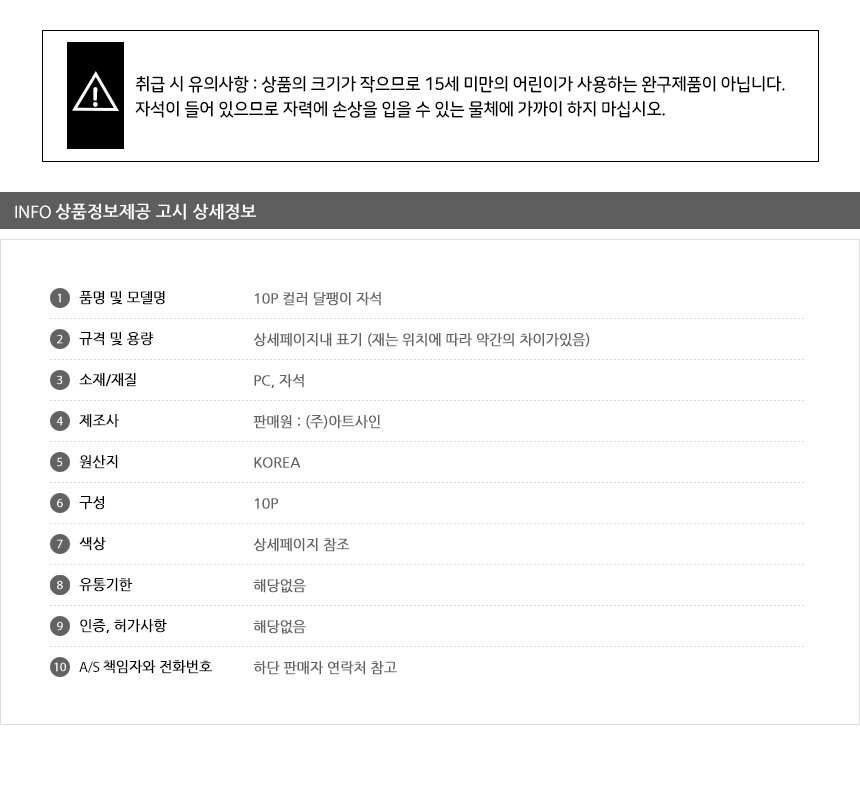 취급 시 유의사항 : 상품의 크기가 작으므로 15세 미만의 어린이가 사용하는 완구제품이 아닙니다.
자석이 들어 있으므로 자력에 손상을 입을 수 있는 물체에 가까이 하지 마십시오.
INFO 상품정보제공 고시 상세정보
1 품명 및 모델명 10P 컬러 달팽이 자석
2 규격 및 용량 상세페이지내 표기 (재는 위치에 따라 약간의 차이가있음)
3 소재/재질 PC, 자석
4 제조사 판매원 : (주)아트사인
5 원산지 KOREA
6 구성 10P
7 색상 상세페이지 참조
8 유통기한 해당없음
9 인증, 허가사항 해당없음
10 A/S 책임자와 전화번호 하단 판매자 연락처 참고